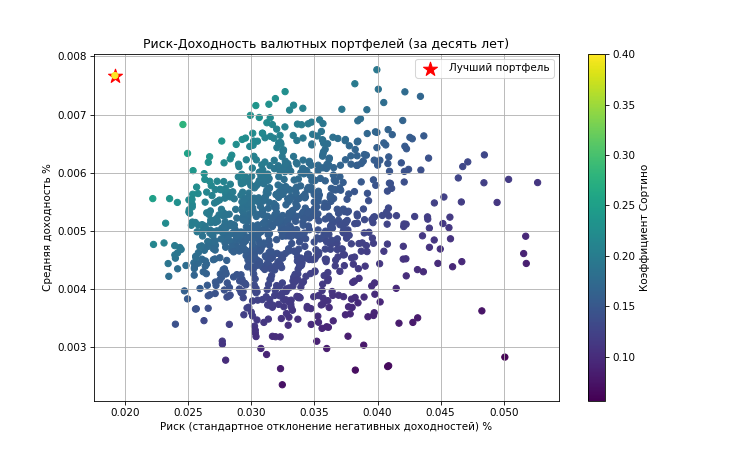 Риск-Доходность валютных портфелей (за десять лет)
Лучший портфель
0.008
0.007
0.006
0.005
0.004
0.003
Средняя доходность %
0.020 0.025 0.030 0.035 0.040 0.045 0.050
Риск (стандартное отклонение негативных доходностей) %
0.40
0.35
0.30
0.25
0.20
0.15
0.10
Коэффициент Сортино